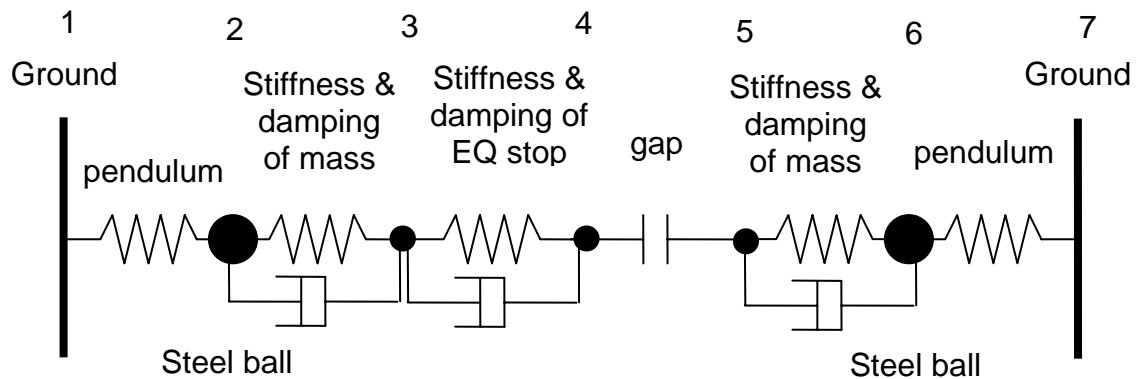 1
2
3
4
5
6
7
Ground
Stiffness &
damping
of mass
Stiffness &
damping of
EQ stop
gap
Stiffness &
damping
of mass
Ground
pendulum
pendulum
Steel ball
Steel ball